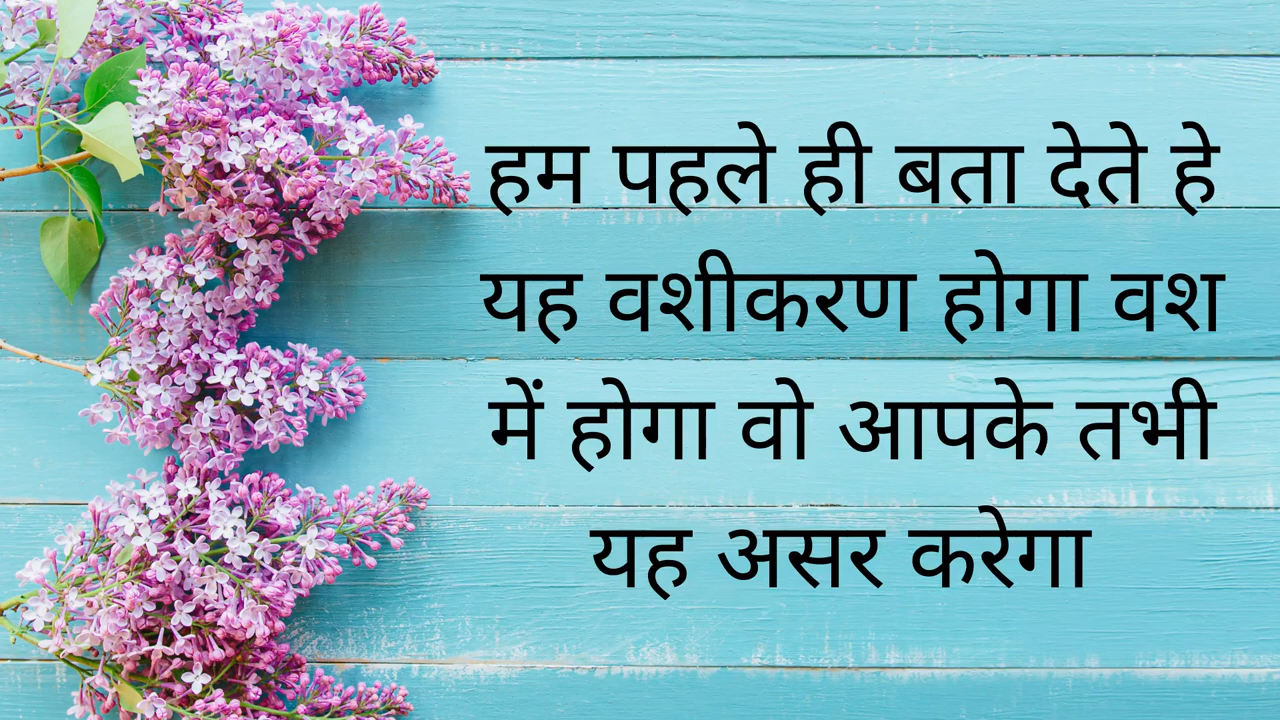 हम पहले ही बता देते हे
यह वशीकरण होगा वश
में होगा वो आपके तभी
यह असर करेगा